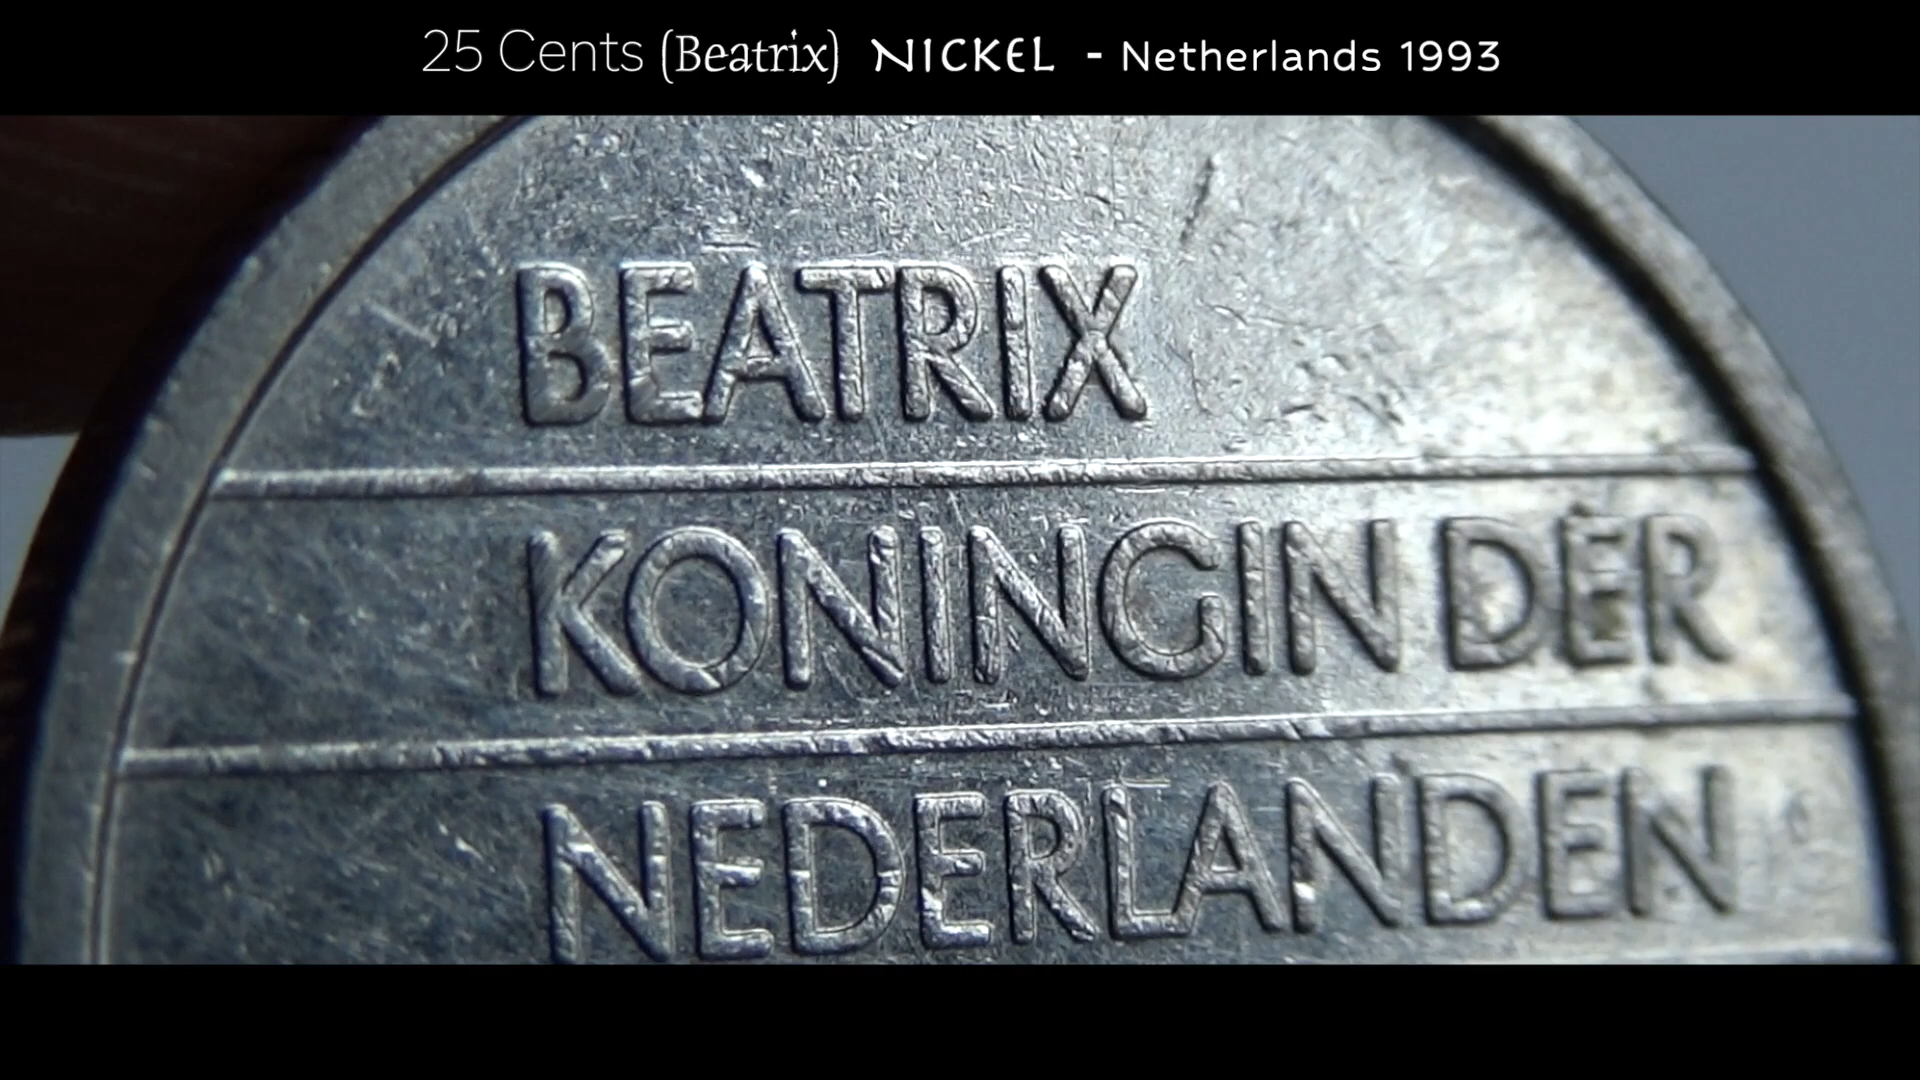 25 Cents (Beatrix) NICKEL - Netherlands 1993
BEATRIX
KONINGIN DER
NEDERLANDEN